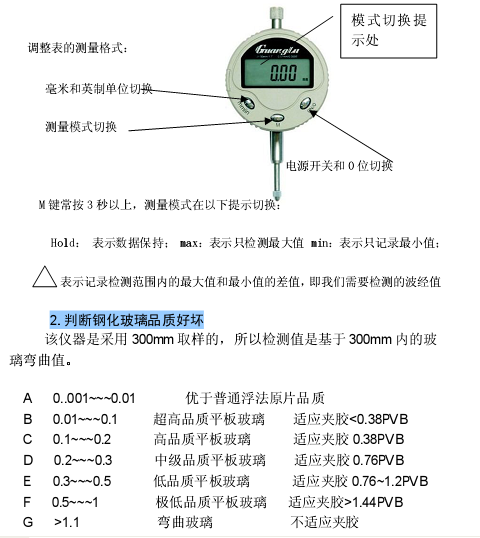 模式切换提
示处
调整表的测量格式:
Guanglu
0.00
毫米和英制单位切换
测量模式切换
M
电源开关和 0 位切换
M 键常按 3 秒以上，测量模式在以下提示切换:
Hold: 表示数据保持; max: 表示只检测最大值 min: 表示只记录最小值;
表示记录检测范围内的最大值和最小值的差值，即我们需要检测的波经值
2. 判断钢化玻璃品质好坏
该仪器是采用 300mm 取样的，所以检测值是基于 300mm 内的玻
璃弯曲值。
A 0..001~~~0.01 优于普通浮法原片品质
B 0.01~~~0.1 超高品质平板玻璃 适应夹胶<0.38PVB
C 0.1~~~0.2 高品质平板玻璃 适应夹胶 0.38PVB
D 0.2~~~0.3 中级品质平板玻璃 适应夹胶 0.76PVB
E 0.3~~~0.5 低品质平板玻璃 适应夹胶 0.76~1.2PVB
F 0.5~~~1 极低品质平板玻璃 适应夹胶>1.44PVB
G >1.1 弯曲玻璃 不适应夹胶